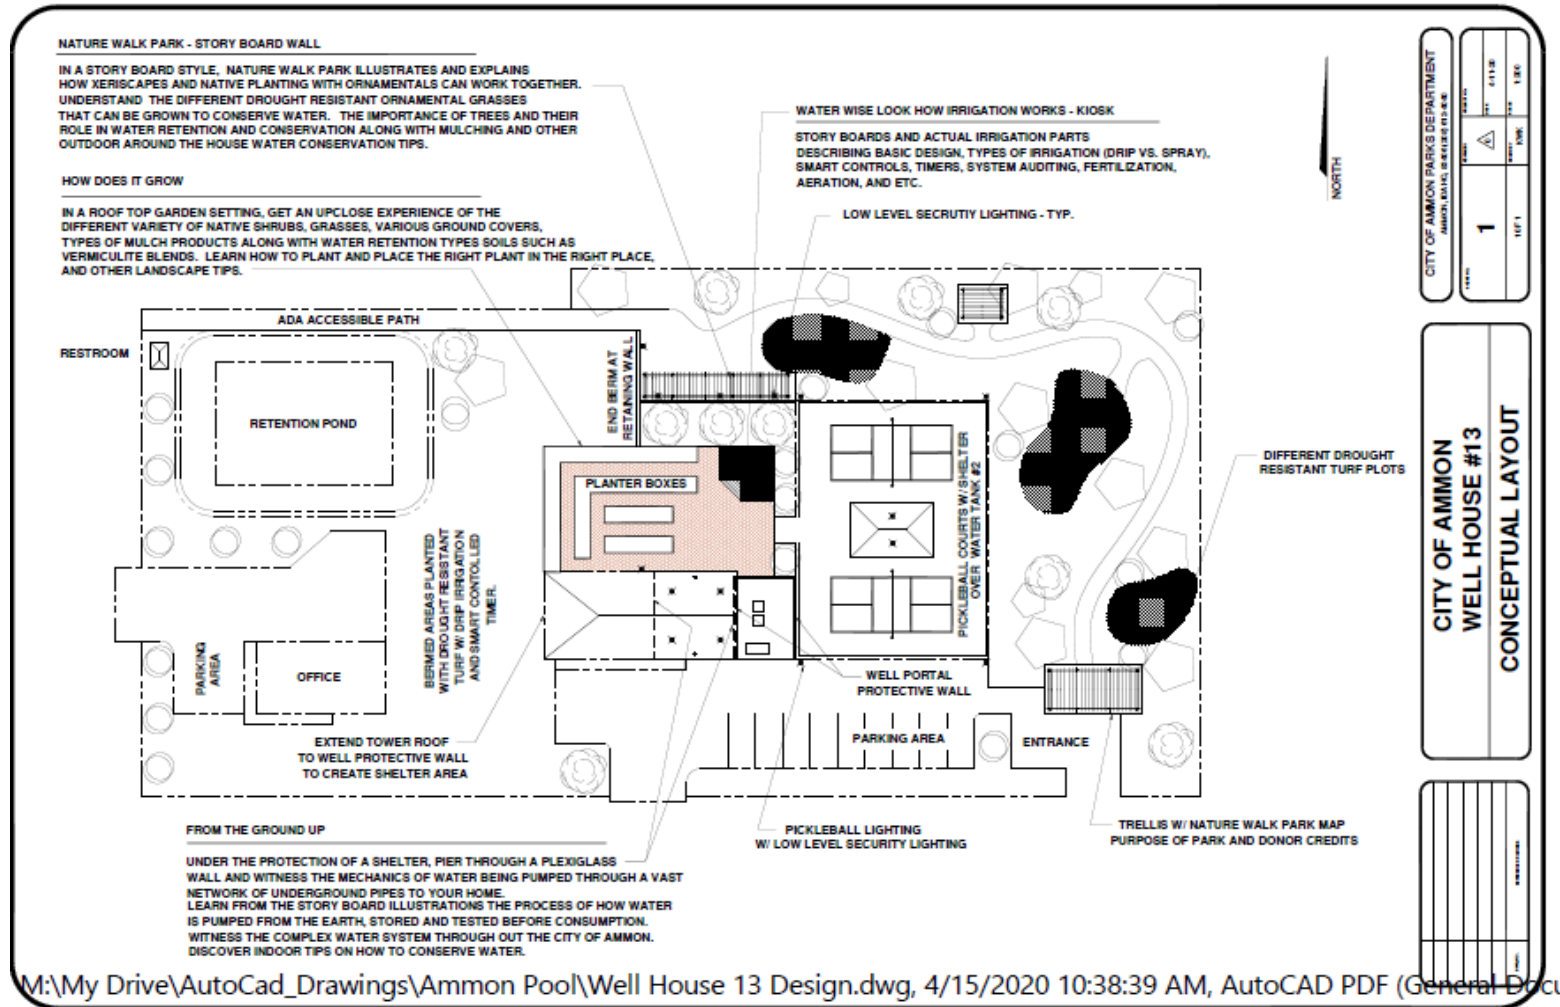 NATURE WALK PARK - STORY BOARD WALL
IN A STORY BOARD STYLE, NATURE WALK PARK ILLUSTRATES AND EXPLAINS
HOW XERISCAPES AND NATIVE PLANTING WITH ORNAMENTALS CAN WORK TOGETHER.
UNDERSTAND THE DIFFERENT DROUGHT RESISTANT ORNAMENTAL GRASSES
THAT CAN BE GROWN TO CONSERVE WATER. THE IMPORTANCE OF TREES AND THEIR
ROLE IN WATER RETENTION AND CONSERVATION ALONG WITH MULCHING AND OTHER
OUTDOOR AROUND THE HOUSE WATER CONSERVATION TIPS.
HOW DOES IT GROW
IN A ROOF TOP GARDEN SETTING, GET AN UPCLOSE EXPERIENCE OF THE
DIFFERENT VARIETY OF NATIVE SHRUBS, GRASSES, VARIOUS GROUND COVERS,
TYPES OF MULCH PRODUCTS ALONG WITH WATER RETENTION TYPES SOILS SUCH AS
VERMICULITE BLENDS. LEARN HOW TO PLANT AND PLACE THE RIGHT PLANT IN THE RIGHT PLACE,
AND OTHER LANDSCAPE TIPS.
WATER WISE LOOK HOW IRRIGATION WORKS - KIOSK
STORY BOARDS AND ACTUAL IRRIGATION PARTS
DESCRIBING BASIC DESIGN, TYPES OF IRRIGATION (DRIP VS. SPRAY),
SMART CONTROLS, TIMERS, SYSTEM AUDITING, FERTILIZATION,
AERATION, AND ETC.
LOW LEVEL SECRUTIY LIGHTING - TYP.
NORTH
ADA ACCESSIBLE PATH
RESTROOM
RETENTION POND
END BERM AT
RETAINING WALL
PLANTER BOXES
PICKLEBALL COURTS W/ SHELTER
OVER WATER TANK #2
DIFFERENT DROUGHT
RESISTANT TURF PLOTS
BERMED AREAS PLANTED
WITH DROUGHT RESISTANT
TURF W/ DRIP IRRIGATION
AND SMART CONTOLLED
TIMER.
PARKING
AREA
OFFICE
WELL PORTAL
PROTECTIVE WALL
PARKING AREA
ENTRANCE
EXTEND TOWER ROOF
TO WELL PROTECTIVE WALL
TO CREATE SHELTER AREA
FROM THE GROUND UP
UNDER THE PROTECTION OF A SHELTER, PIER THROUGH A PLEXIGLASS
WALL AND WITNESS THE MECHANICS OF WATER BEING PUMPED THROUGH A VAST
NETWORK OF UNDERGROUND PIPES TO YOUR HOME.
LEARN FROM THE STORY BOARD ILLUSTRATIONS THE PROCESS OF HOW WATER
IS PUMPED FROM THE EARTH, STORED AND TESTED BEFORE CONSUMPTION.
WITNESS THE COMPLEX WATER SYSTEM THROUGH OUT THE CITY OF AMMON.
DISCOVER INDOOR TIPS ON HOW TO CONSERVE WATER.
PICKLEBALL LIGHTING
W/ LOW LEVEL SECURITY LIGHTING
TRELLIS W/ NATURE WALK PARK MAP
PURPOSE OF PARK AND DONOR CREDITS
CITY OF AMMON PARKS DEPARTMENT
1
1 OF 1
CITY OF AMMON
WELL HOUSE #13
CONCEPTUAL LAYOUT
M:\My Drive\AutoCad_Drawings\Ammon Pool\Well House 13 Design.dwg, 4/15/2020 10:38:39 AM, AutoCAD PDF (General Docu